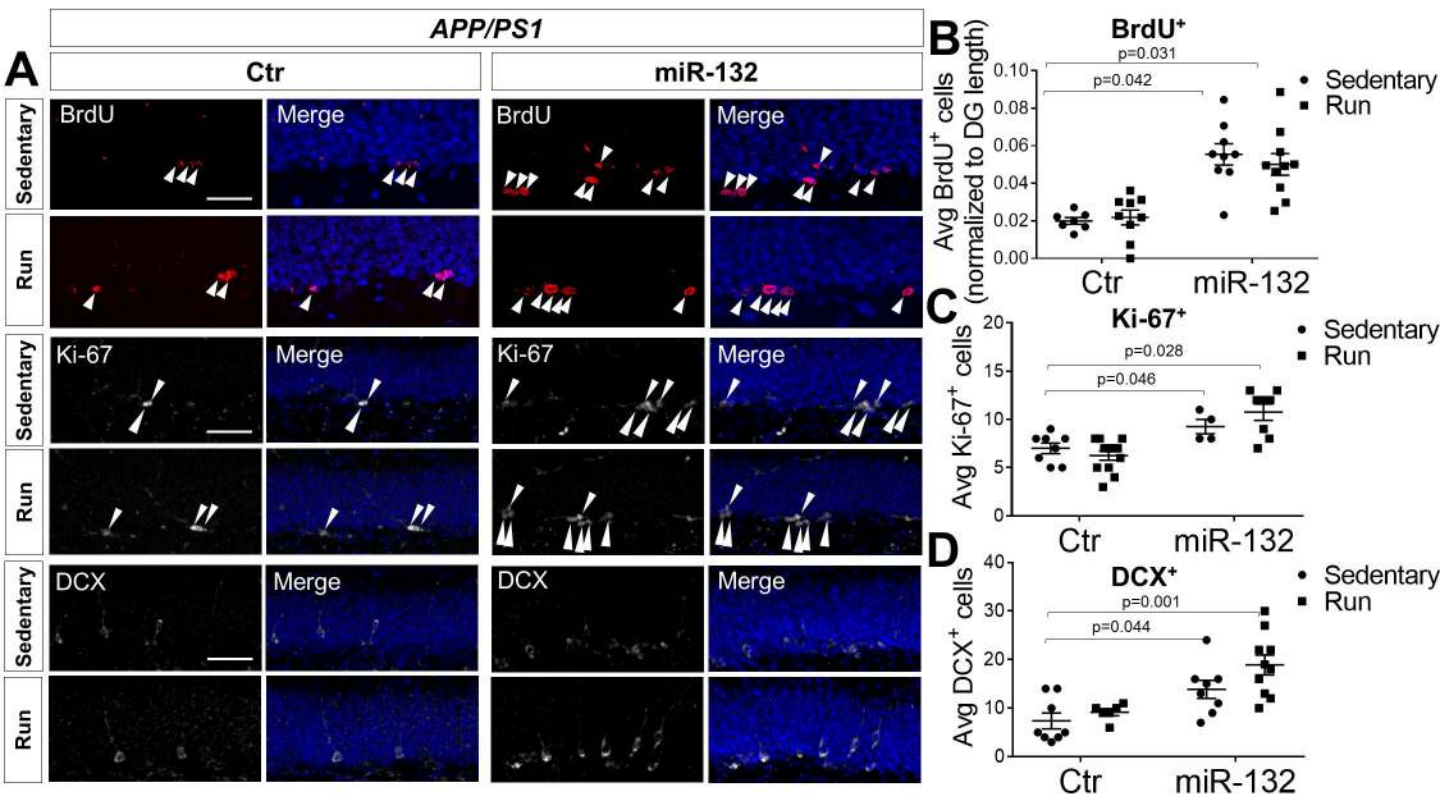 APP/PS1
A
Ctr
miR-132
Sedentary
BrdU
Merge
BrdU
Merge
Run
Sedentary
Ki-67
Merge
Ki-67
Merge
Run
Sedentary
DCX
Merge
DCX
Merge
Run
B
BrdU⁺
Avg BrdU⁺ cells
(normalized to DG length)
p=0.031
p=0.042
Sedentary
Run
0.10
0.08
0.06
0.04
0.02
0.00
Ctr
miR-132
C
Ki-67⁺
Avg Ki-67⁺ cells
p=0.028
p=0.046
Sedentary
Run
20
15
10
5
0
Ctr
miR-132
D
DCX⁺
Avg DCX⁺ cells
p=0.001
p=0.044
Sedentary
Run
40
30
20
10
0
Ctr
miR-132